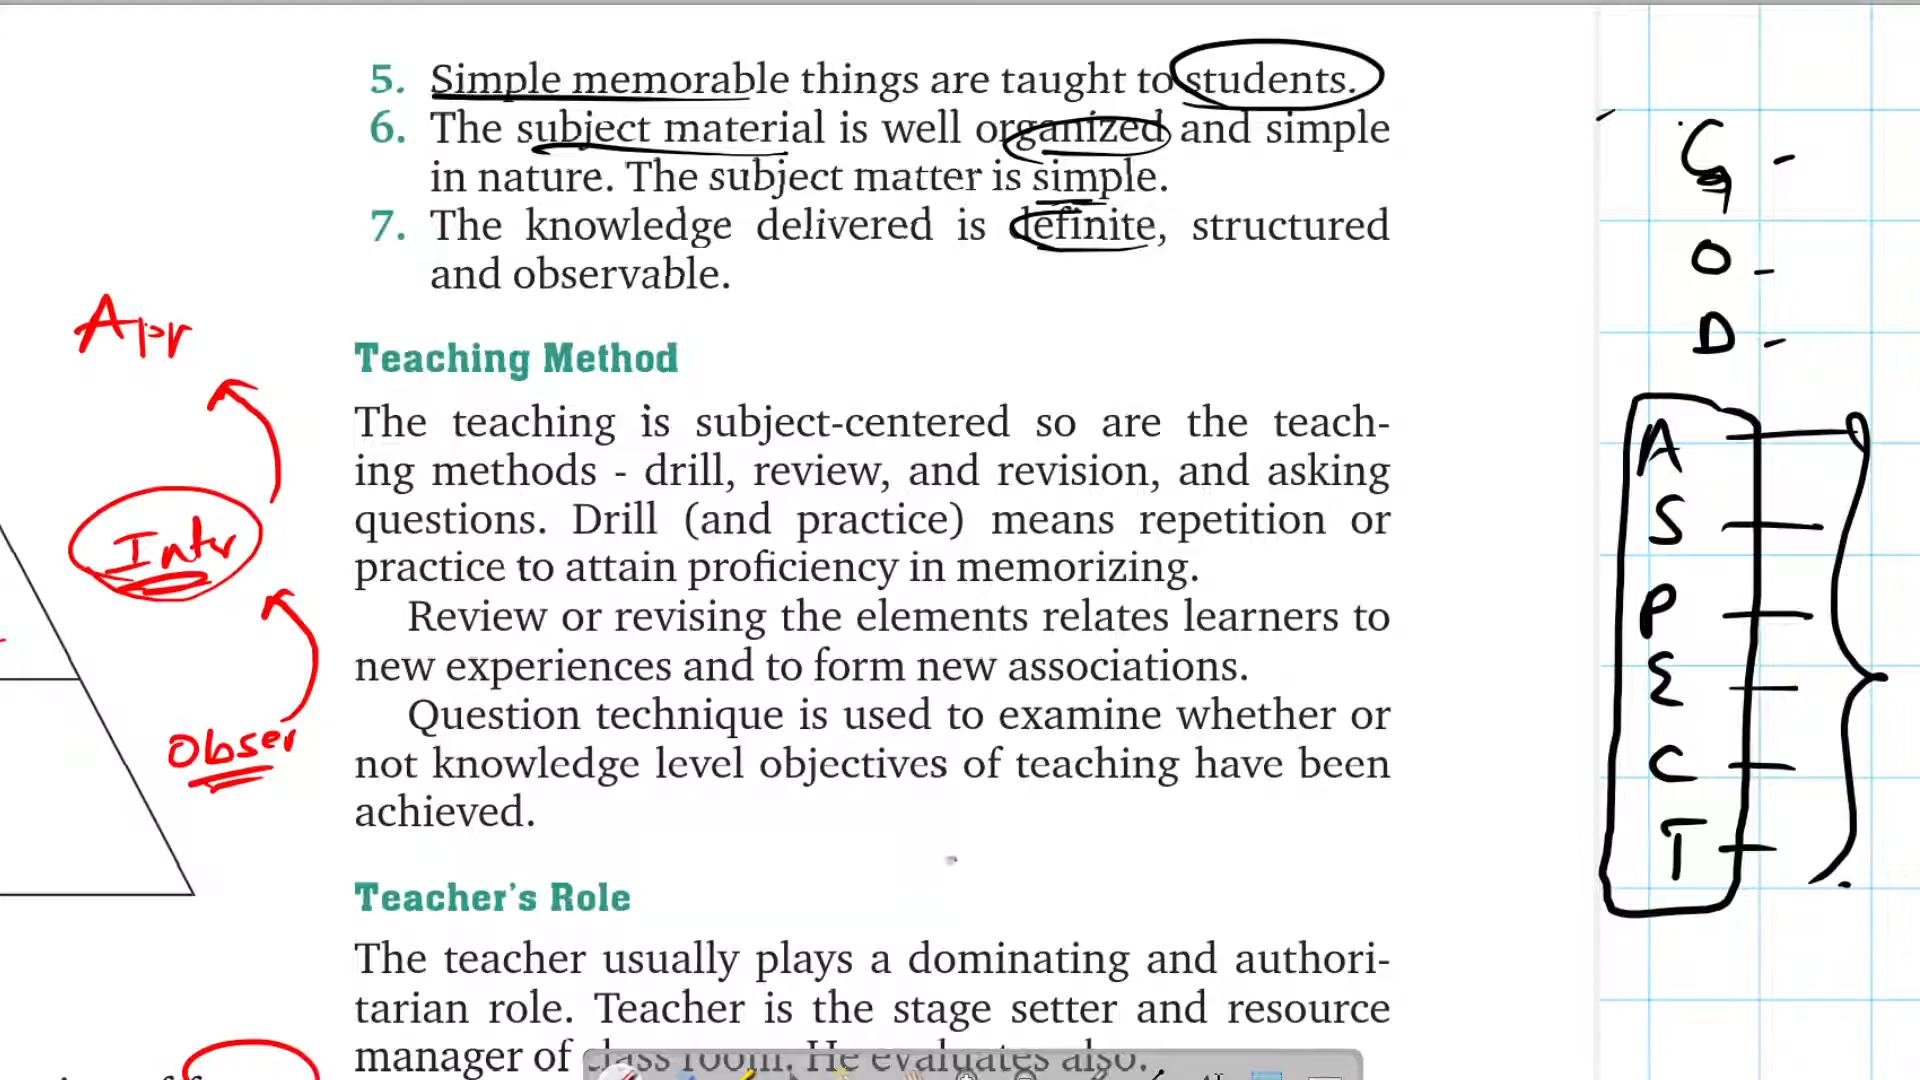 5. Simple memorable things are taught to students.
6. The subject material is well organized and simple
in nature. The subject matter is simple.
7. The knowledge delivered is definite, structured
and observable.
Teaching Method
The teaching is subject-centered so are the teach-
ing methods - drill, review, and revision, and asking
questions. Drill (and practice) means repetition or
practice to attain proficiency in memorizing.
Review or revising the elements relates learners to
new experiences and to form new associations.
Question technique is used to examine whether or
not knowledge level objectives of teaching have been
achieved.
Teacher's Role
The teacher usually plays a dominating and authori-
tarian role. Teacher is the stage setter and resource
manager of class room. He evaluates also.
Apr
Inter
Obser
G -
O -
D -
A
S
P
E
C
T